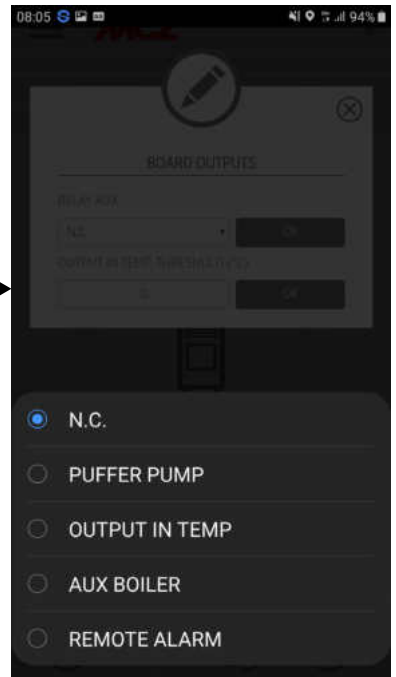 08:05 94%
MCZ
BOARD OUTPUTS
RELAY AUX
N.C. OK
OUTPUT IN TEMP. THRESHOLD (°C)
OK
N.C.
PUFFER PUMP
OUTPUT IN TEMP
AUX BOILER
REMOTE ALARM